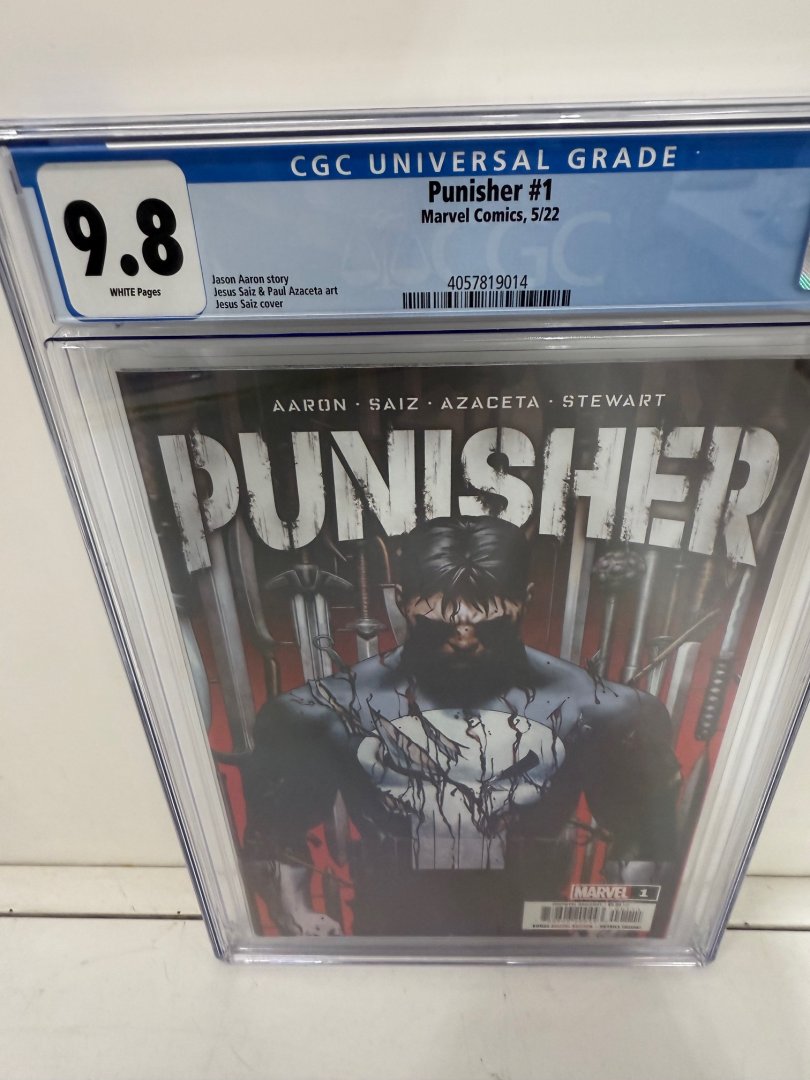 CGC UNIVERSAL GRADE
9.8
WHITE Pages
Punisher #1
Marvel Comics, 5/22
Jason Aaron story
Jesus Saiz & Paul Azaceta art
Jesus Saiz cover
4057819014
CGC
AARON · SAIZ · AZACETA · STEWART
PUNISHER
MARVEL 1